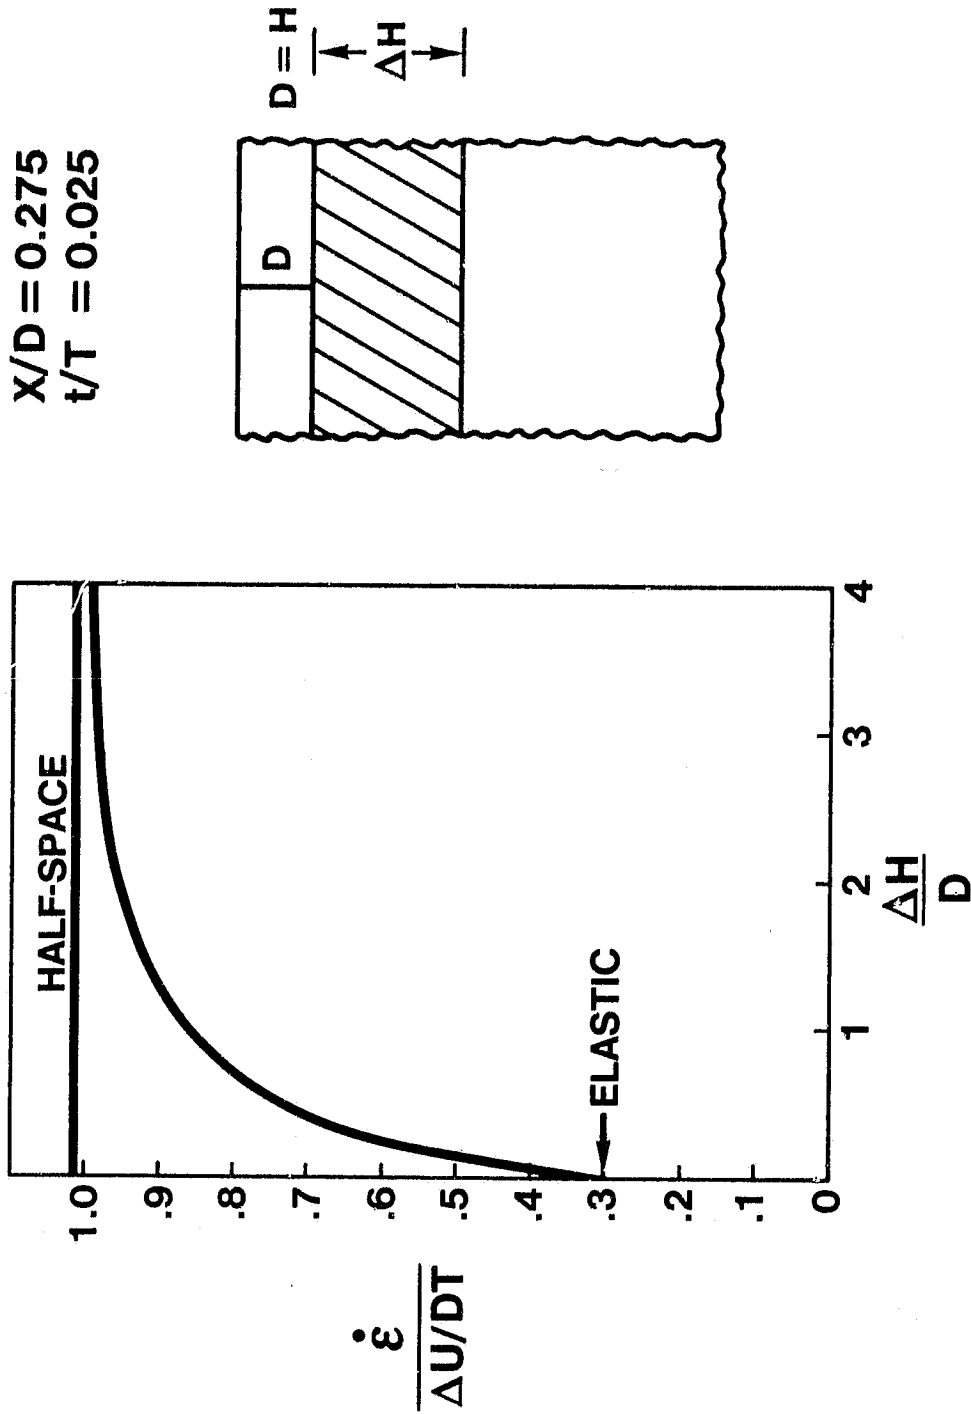 X/D = 0.275
t/T = 0.025
HALF-SPACE
1.0
.9
.8
.7
.6
.5
.4
.3
.2
.1
0
ELASTIC
1
2
3
4
ε̇
ΔU/DT
ΔH
D
D
D = H
ΔH